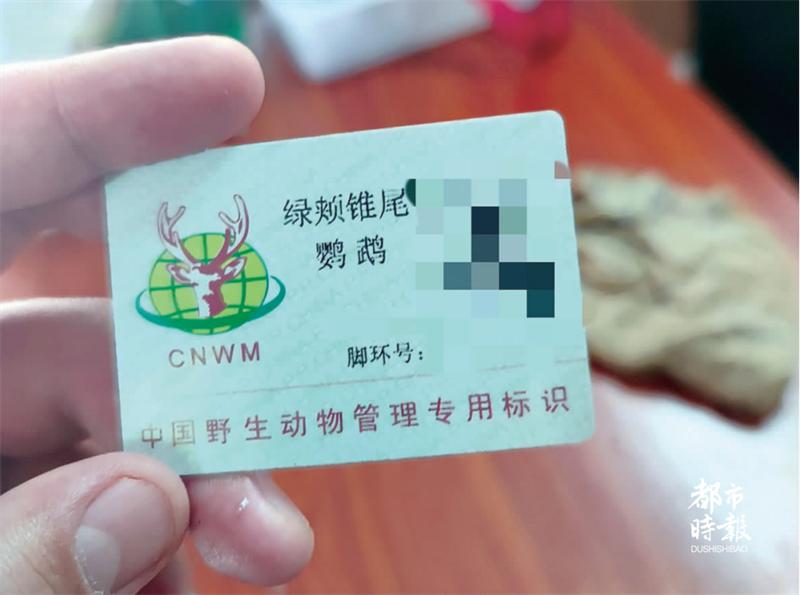 绿颊锥尾
鹦鹉
CNWM
脚环号：
中国野生动物管理专用标识
都市
時報
DUSHISHIBAO